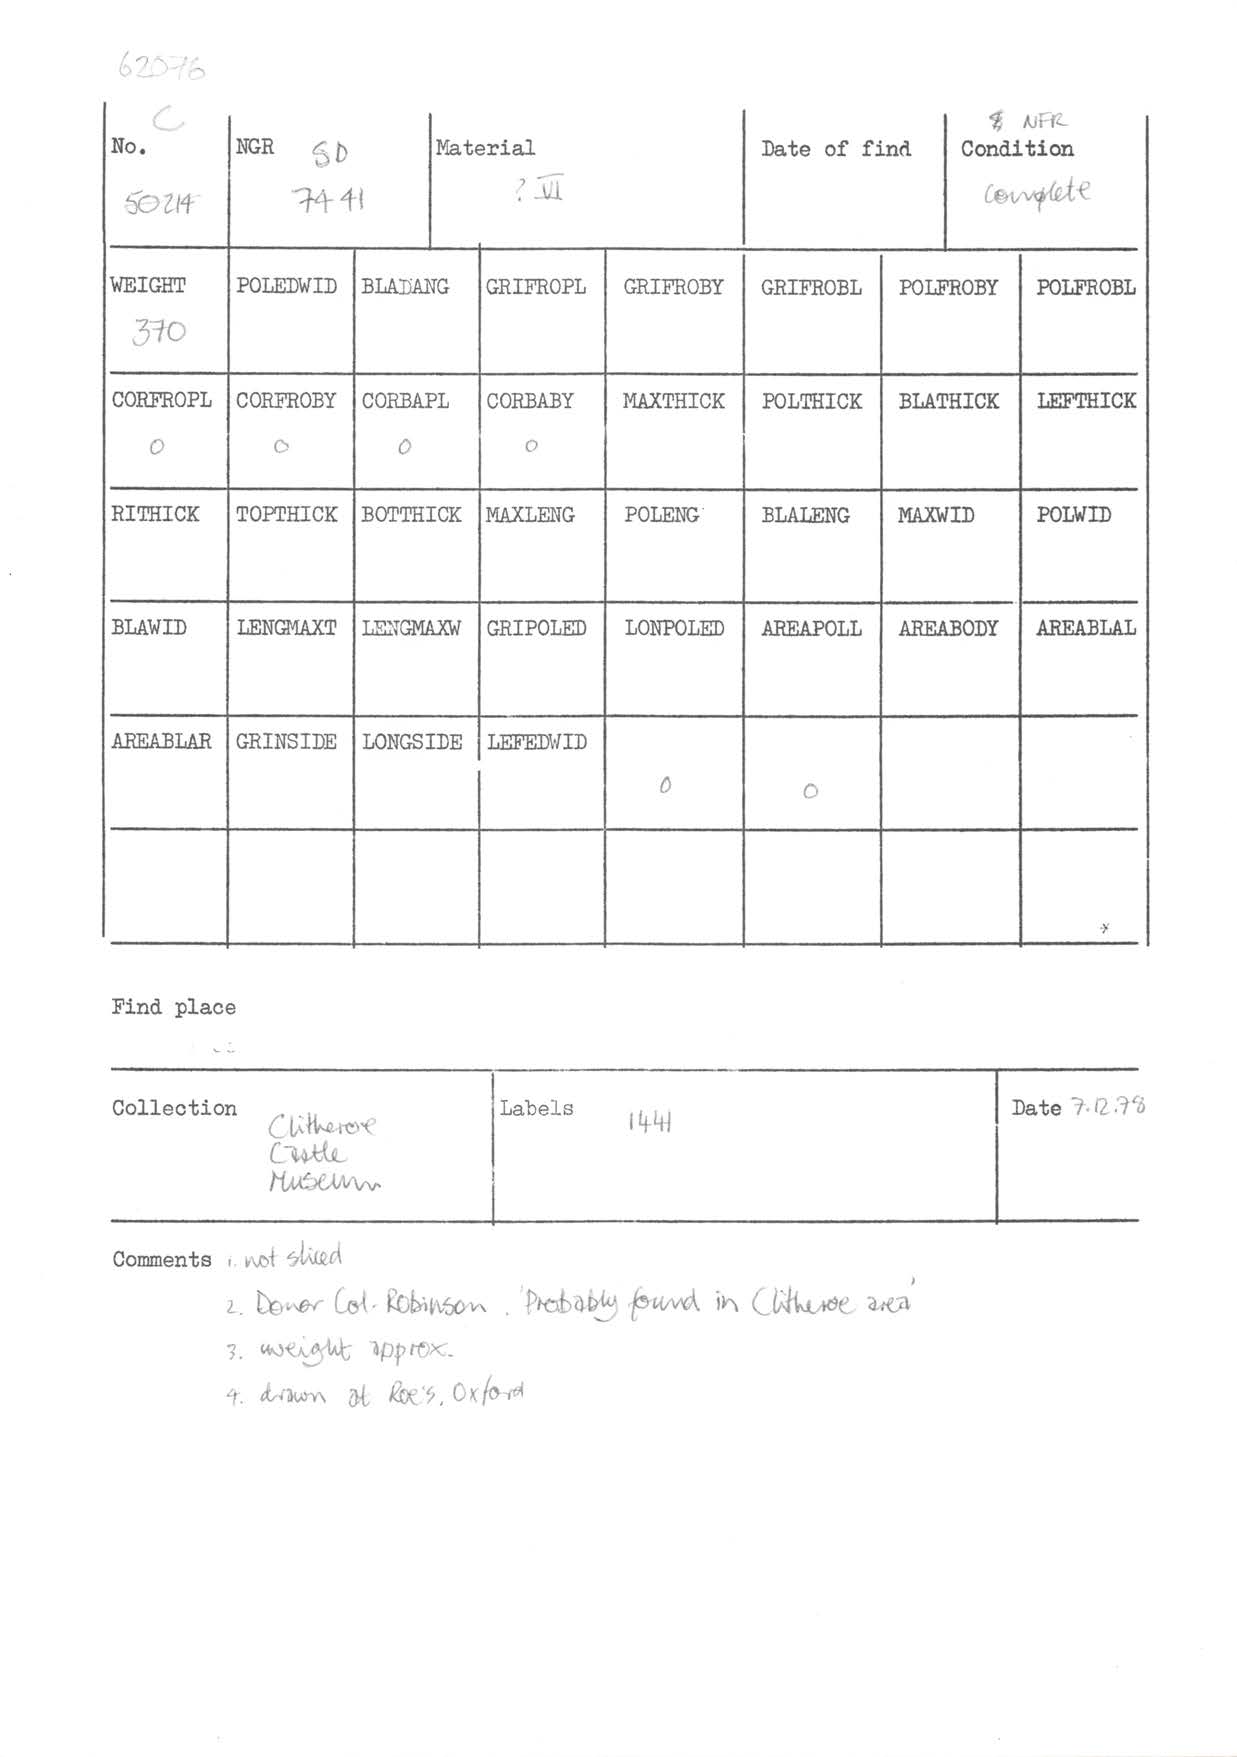 62076
C
No.
50214
NGR SD
7441
Material
? VI
Date of find
NFR
Condition
complete
WEIGHT POLEDWID BLADANG GRIFROPL GRIFROBY GRIFROBL POLFROBY POLFROBL
370
CORFROPL CORFROBY CORBAPL CORBABY MAXTHICK POLTHICK BLATHICK LEFTHICK
0 0 0 0
RITHICK TOPTHICK BOTTHICK MAXLENG POLENG BLALENG MAXWID POLWID
BLAWID LENGMAXT LENGMAXW GRIPOLED LONPOLED AREAPOLL AREABODY AREABLAL
AREABLAR GRINSIDE LONGSIDE LEFEDWID
0 0
*
Find place
Collection
Clitheroe
Castle
Museum
Labels 1441
Date 7.12.78
Comments 1. not sliced
2. Donor Col. Robinson. 'Probably found in Clitheroe area'
3. weight approx.
4. drawn at Roe's, Oxford